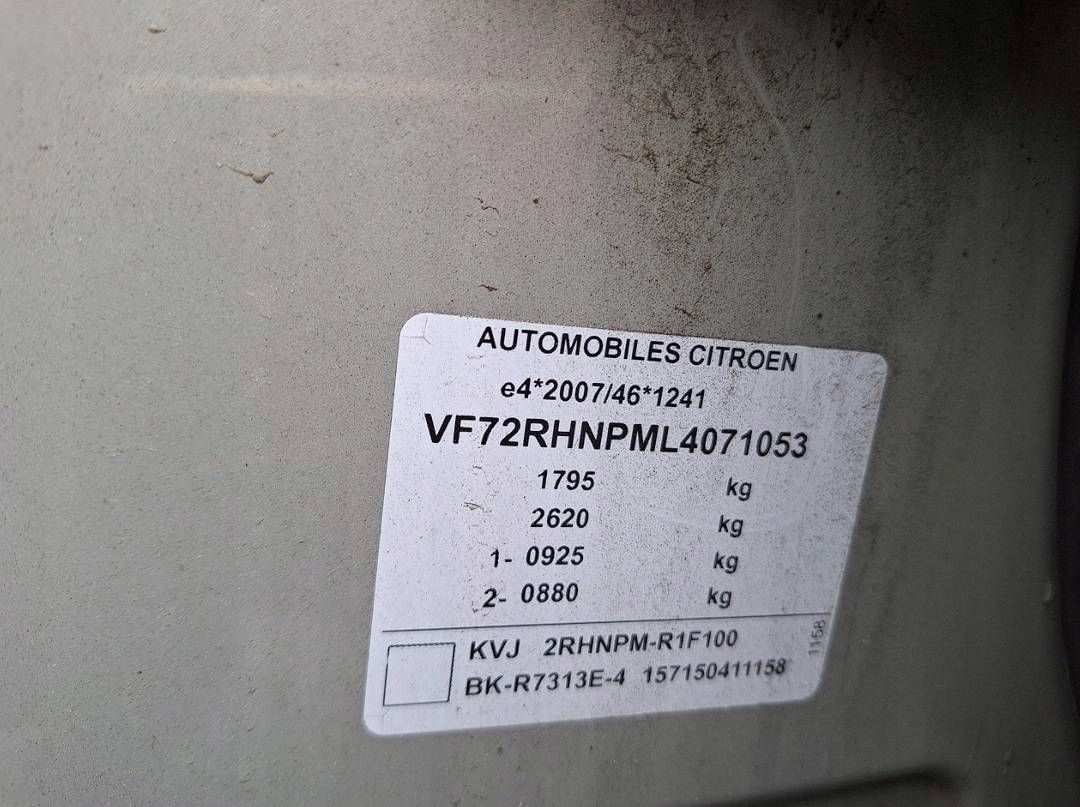 AUTOMOBILES CITROEN
e4*2007/46*1241
VF72RHNPML4071053
1795 kg
2620 kg
1- 0925 kg
2- 0880 kg
KVJ 2RHNPM-R1F100
BK-R7313E-4 157150411158
1158